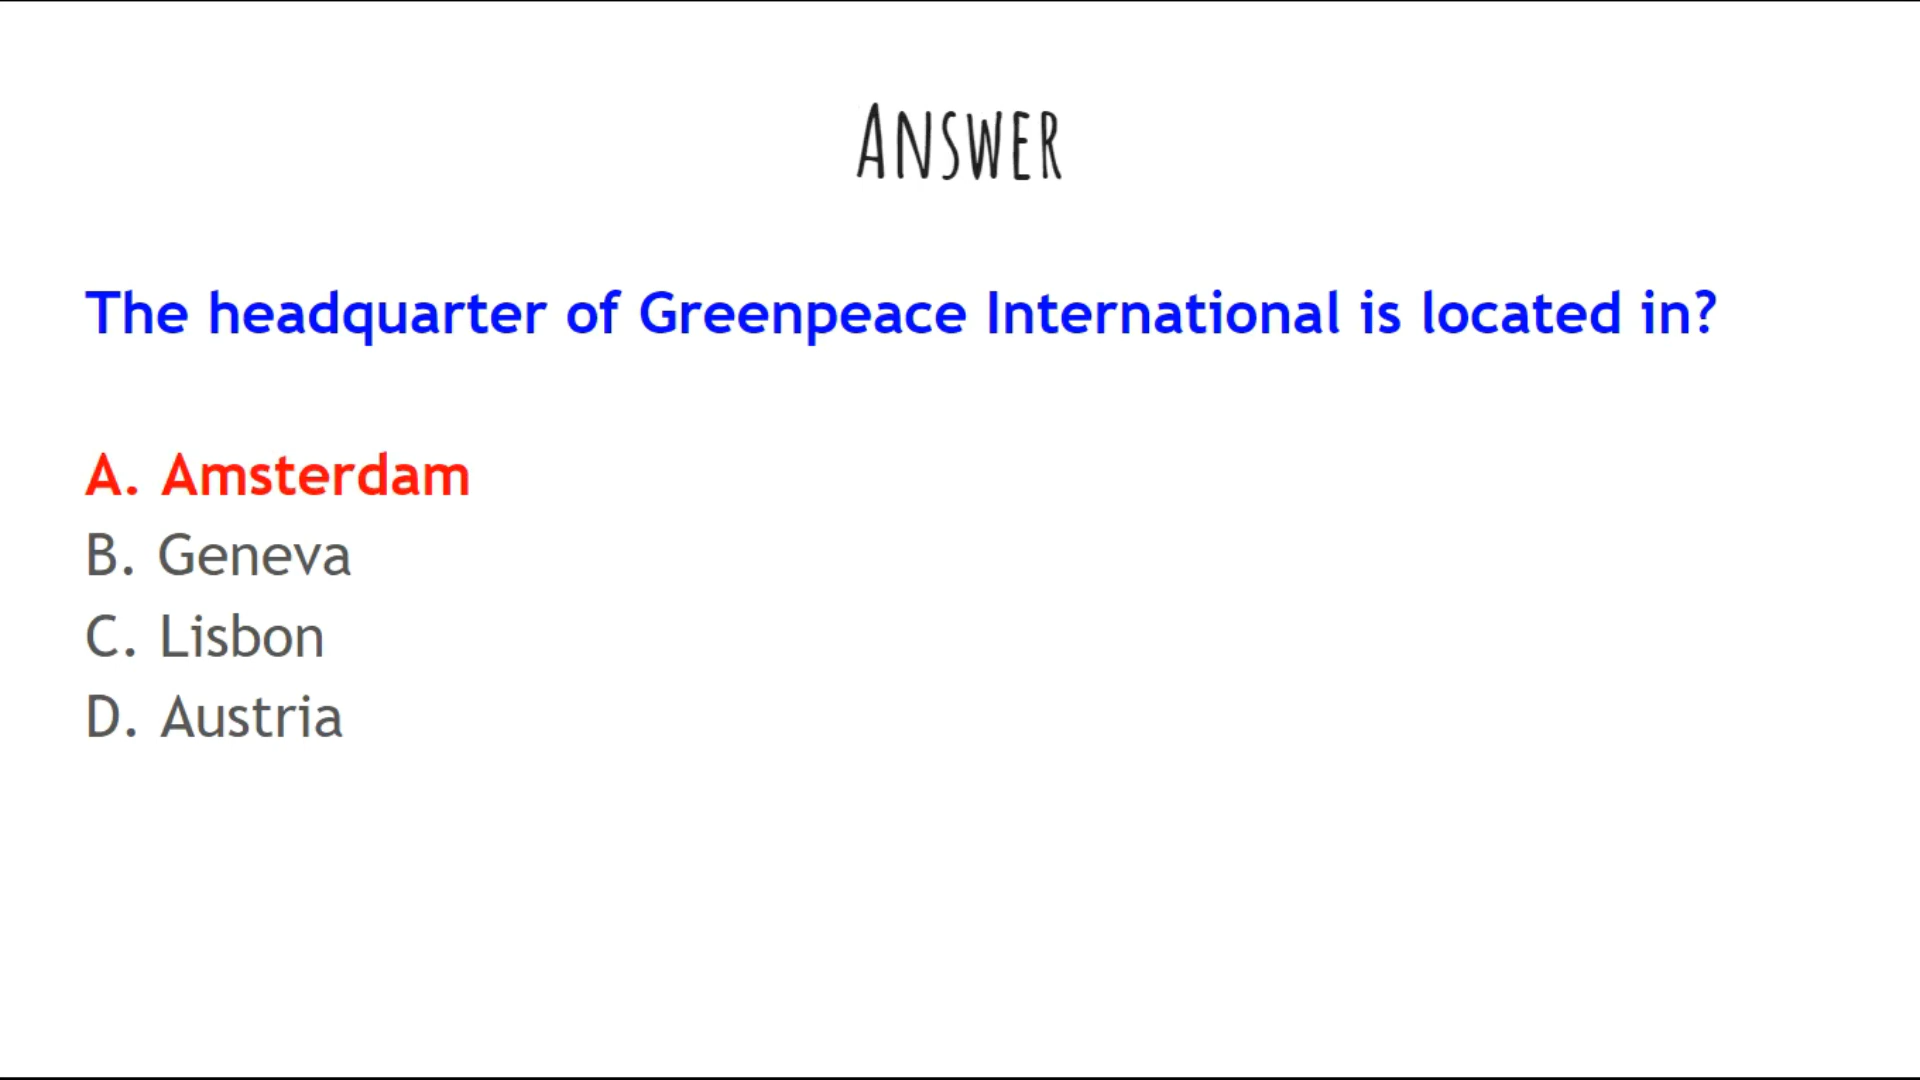 ANSWER
The headquarter of Greenpeace International is located in?
A. Amsterdam
B. Geneva
C. Lisbon
D. Austria